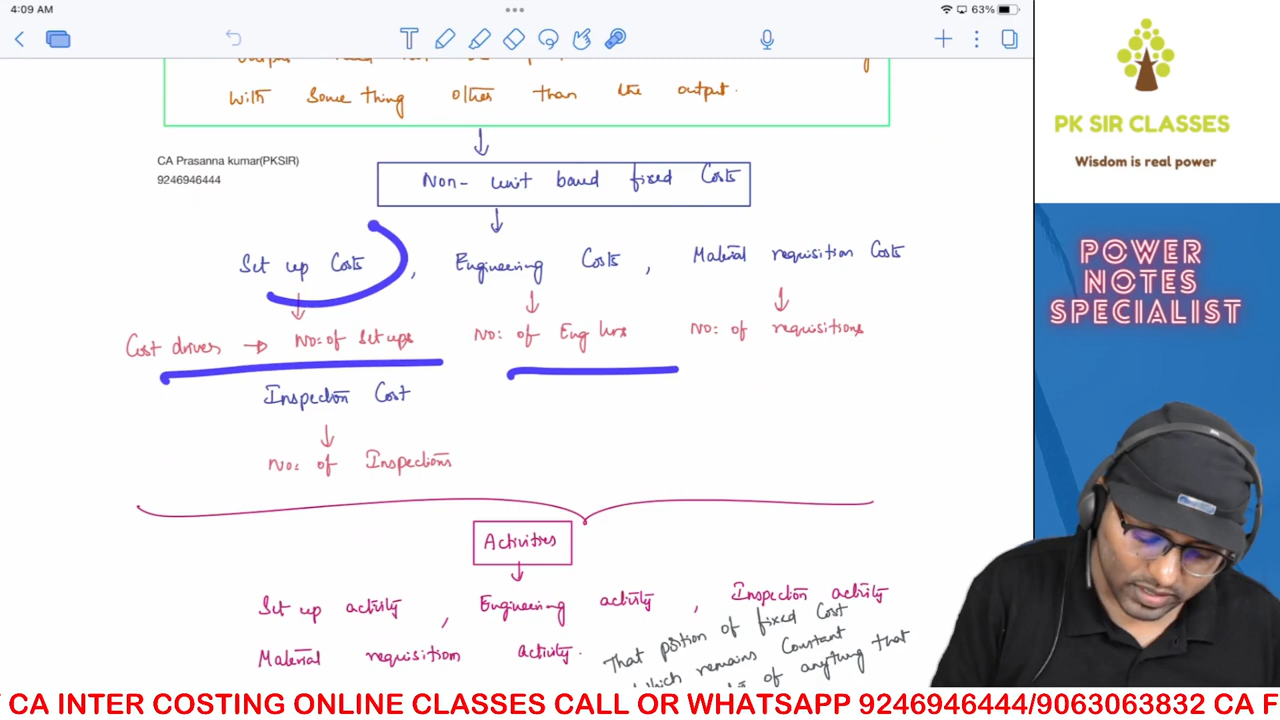 4:09 AM
63%
with some thing other than the output.
CA Prasanna kumar(PKSIR)
9246946444
Non-unit based fixed Costs
Set up Costs , Engineering Costs , Material requisition Costs
Cost drives → No: of Set ups No: of Eng hrs No: of requisitions
Inspection Cost
No: of Inspections
Activities
Set up activity , Engineering activity , Inspection activity
Material requisition activity.
That potion of fixed Cost
which remains Constant
of anything that
PK SIR CLASSES
Wisdom is real power
POWER
NOTES
SPECIALIST
CA INTER COSTING ONLINE CLASSES CALL OR WHATSAPP 9246946444/9063063832 CA F